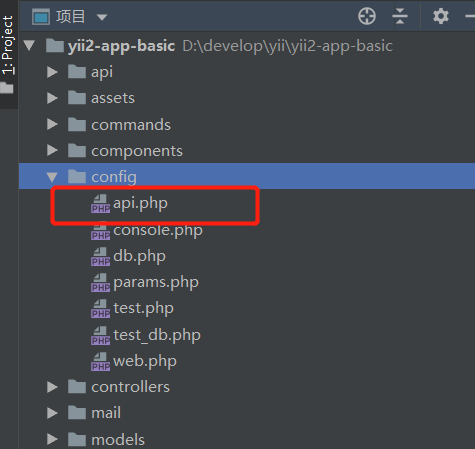 1: Project
项目
yii2-app-basic D:\develop\yii\yii2-app-basic
api
assets
commands
components
config
PHP api.php
PHP console.php
PHP db.php
PHP params.php
PHP test.php
PHP test_db.php
PHP web.php
controllers
mail
models